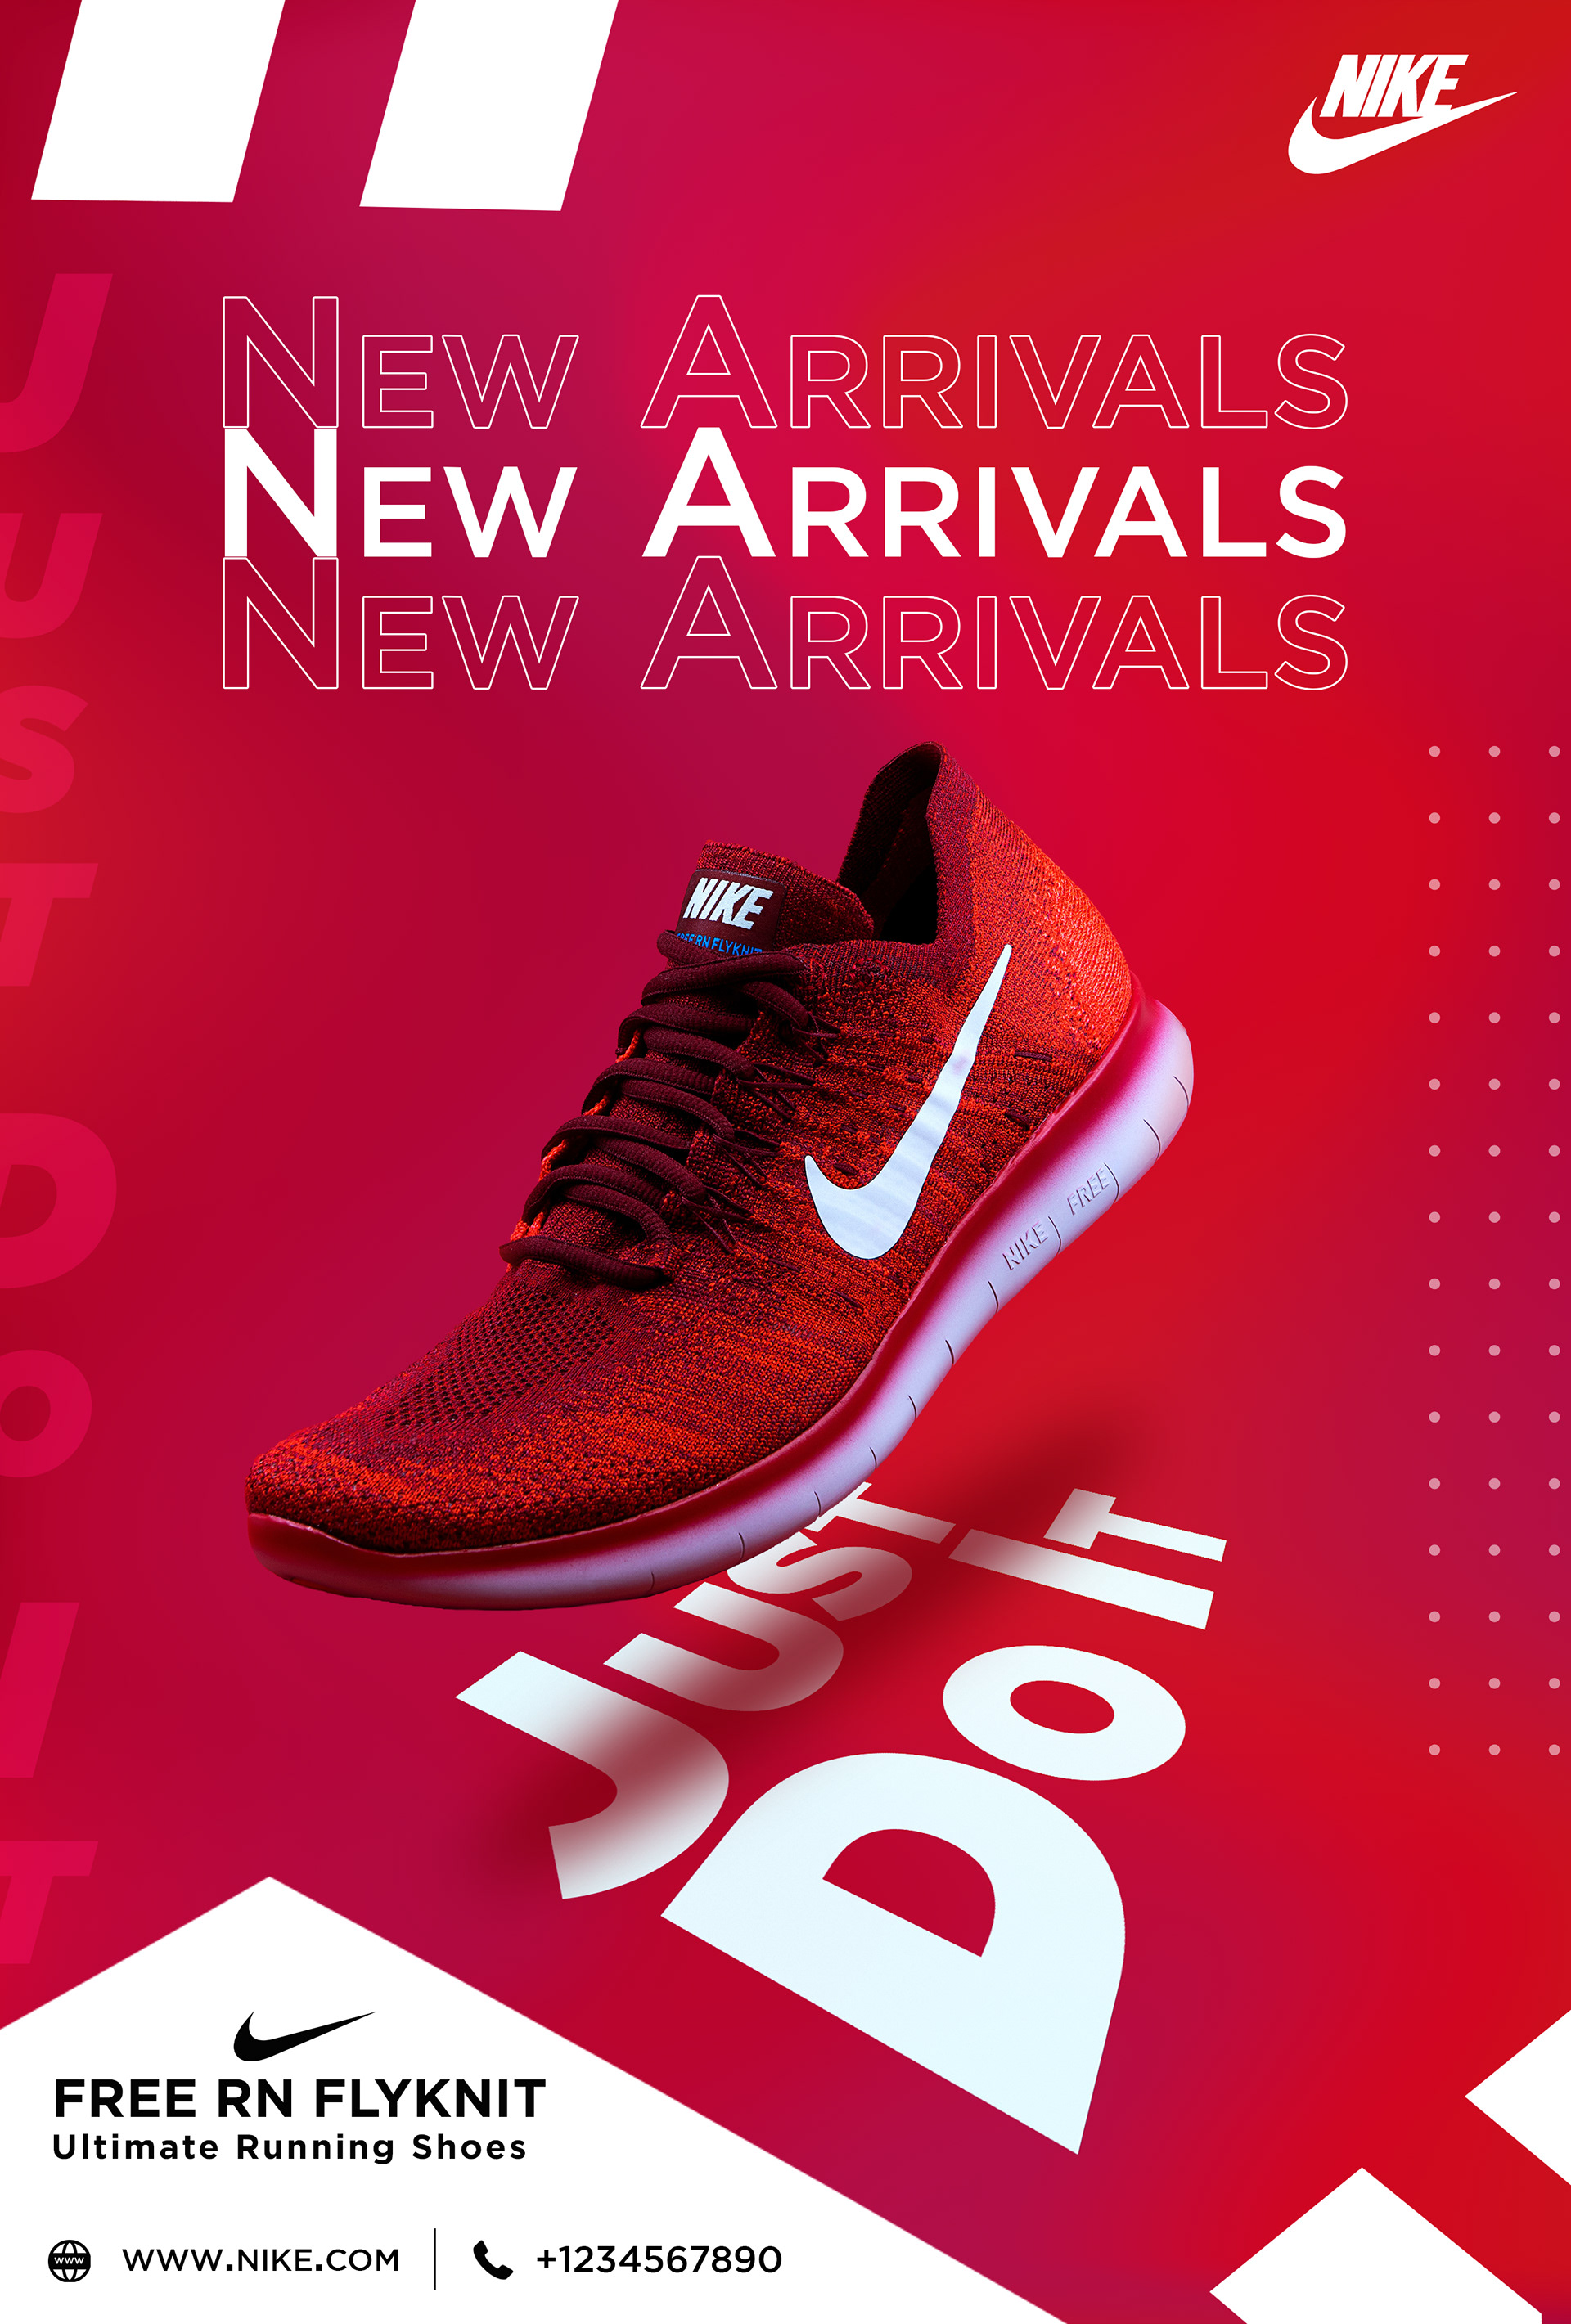 NIKE
New Arrivals
New Arrivals
New Arrivals
JUST DO IT
NIKE
FREE RN FLYKNIT
NIKE FREE
Just
Do It
FREE RN FLYKNIT
Ultimate Running Shoes
www
www.nike.com
+1234567890